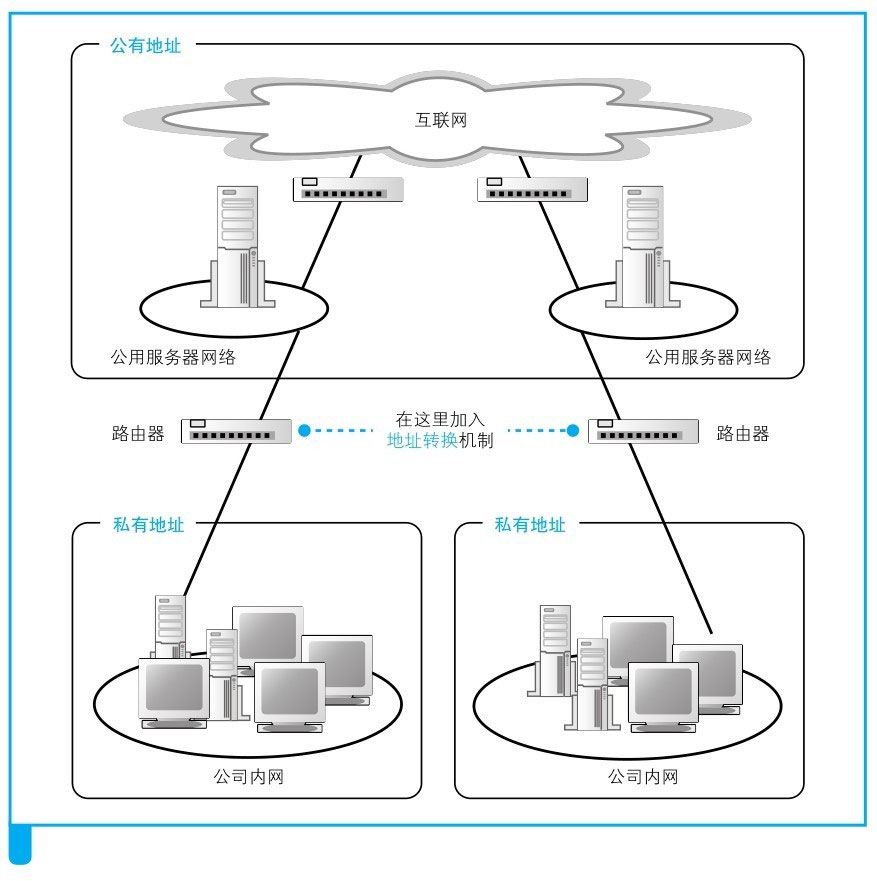 公有地址
互联网
公用服务器网络
公用服务器网络
路由器
在这里加入
地址转换机制
路由器
私有地址
私有地址
公司内网
公司内网